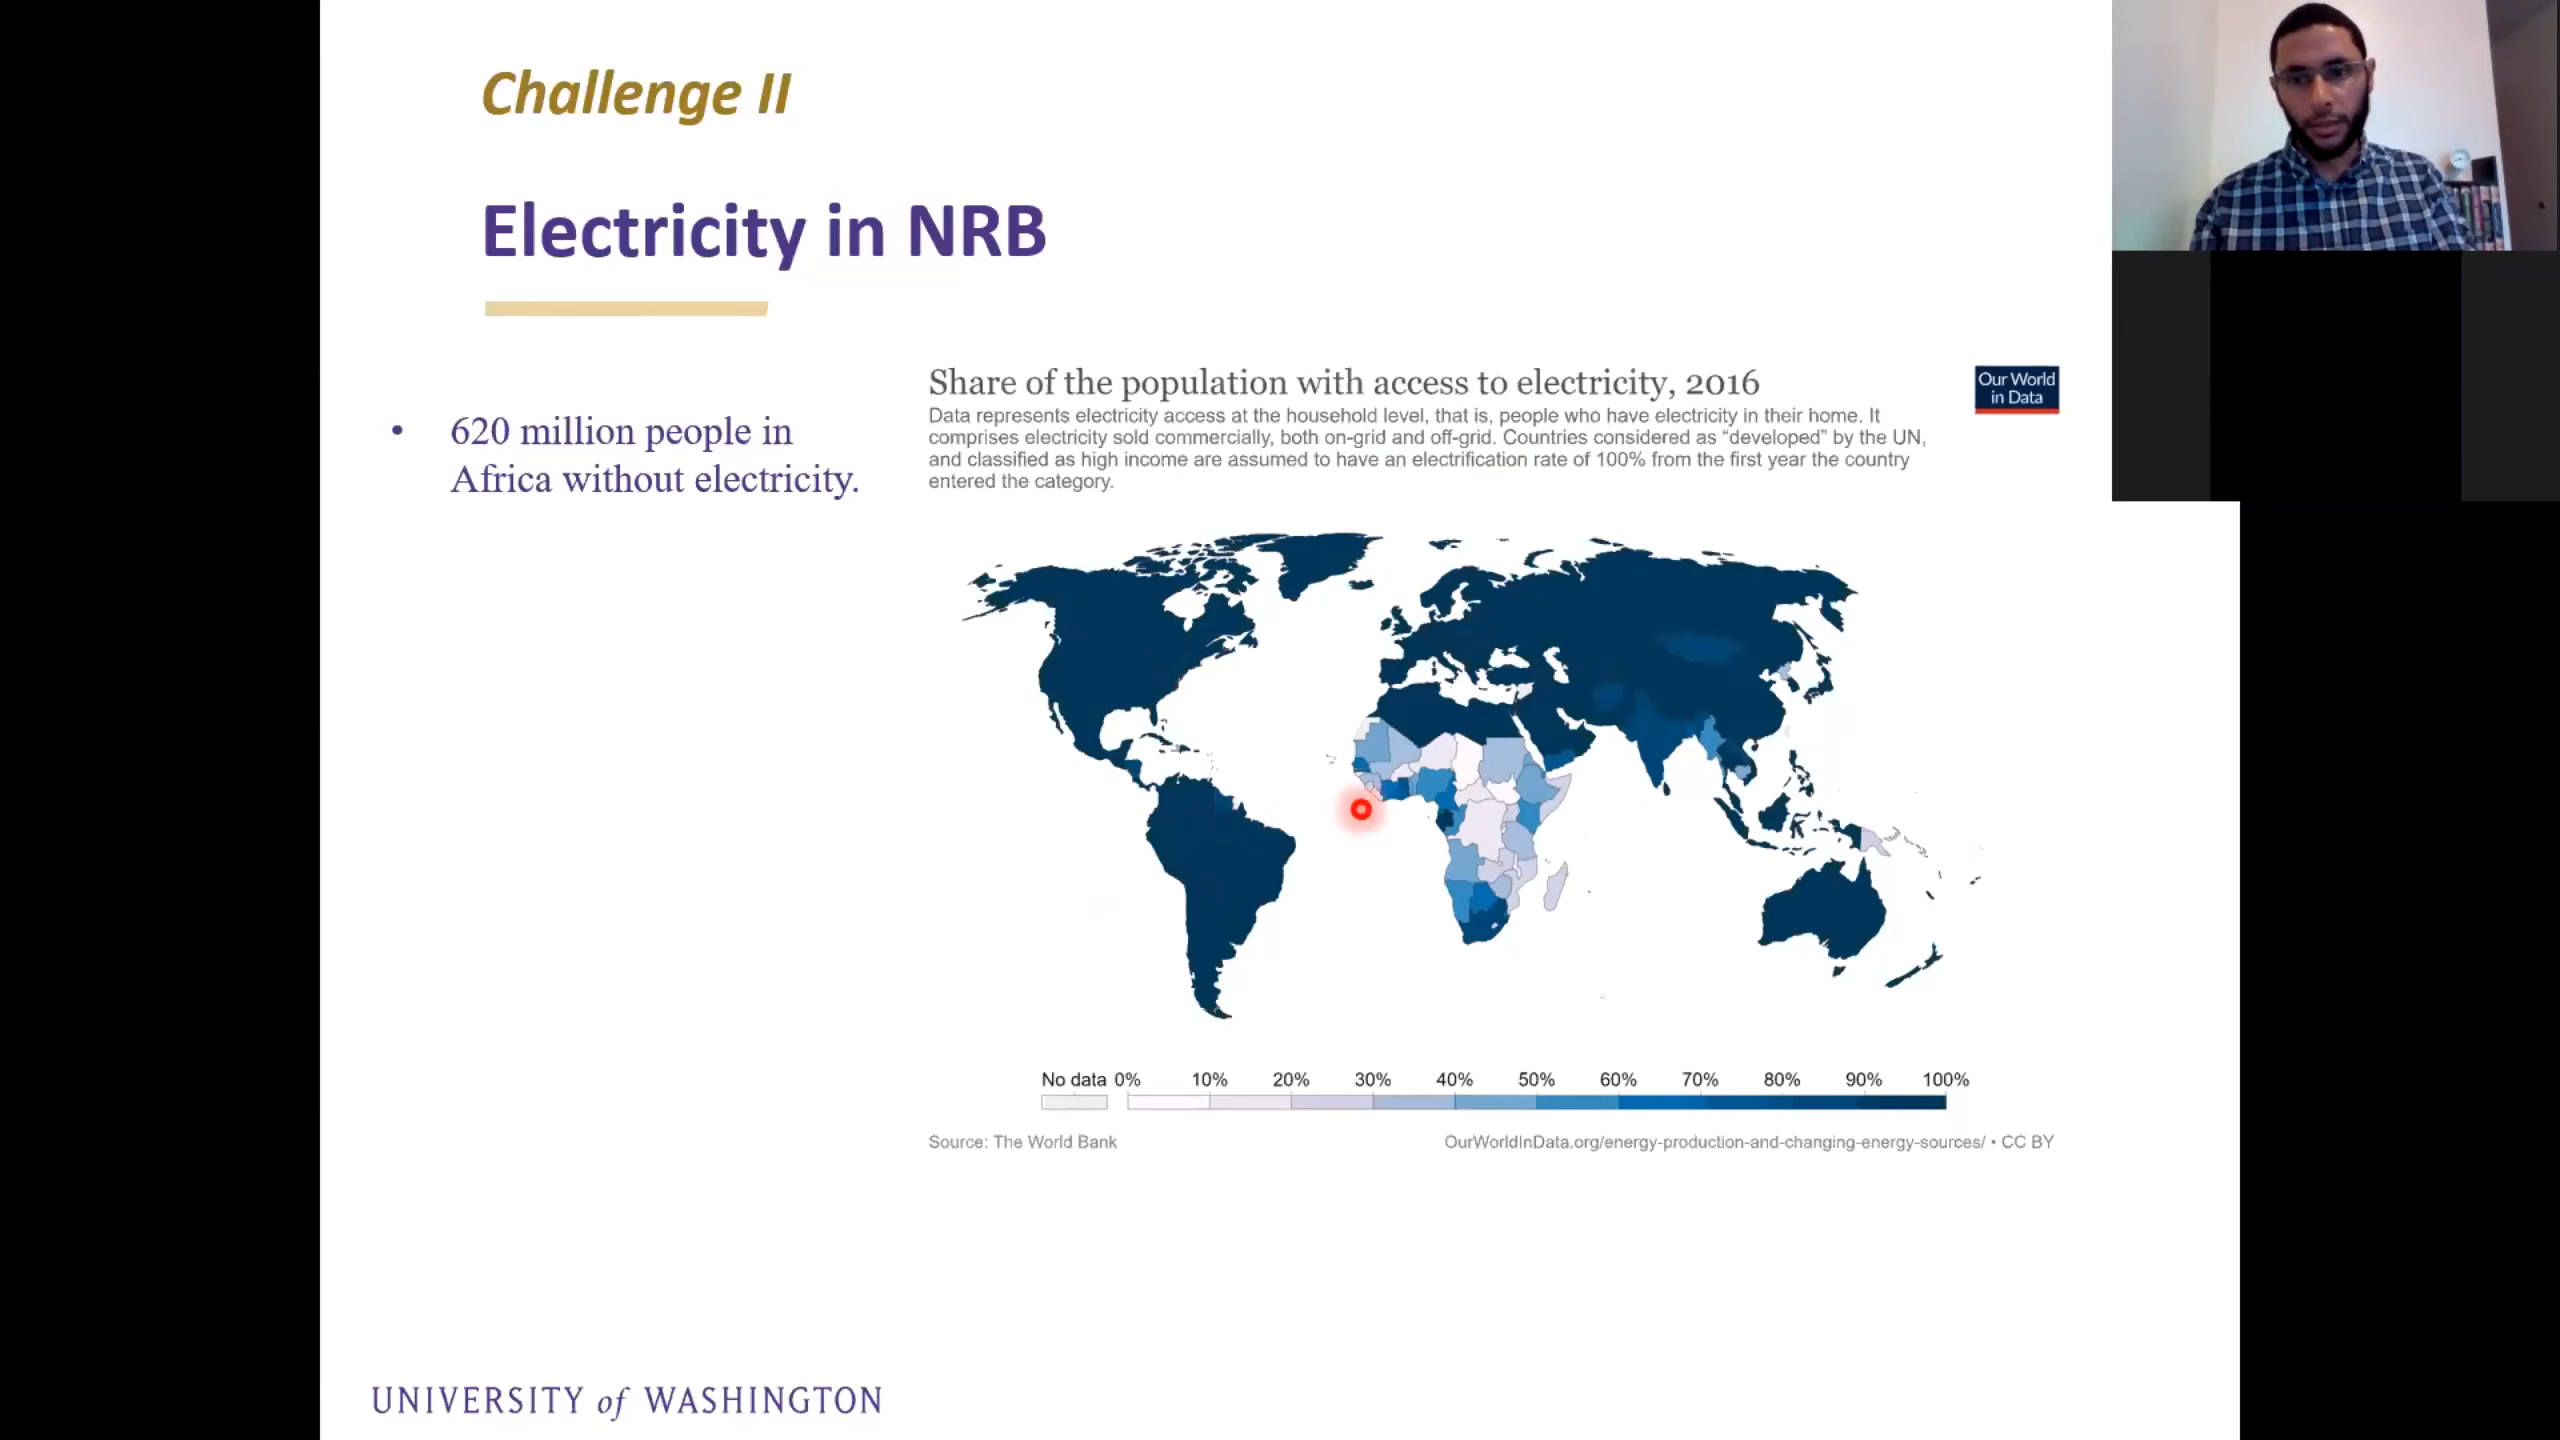 Challenge II
Electricity in NRB
• 620 million people in
Africa without electricity.
Share of the population with access to electricity, 2016
Our World
in Data
Data represents electricity access at the household level, that is, people who have electricity in their home. It
comprises electricity sold commercially, both on-grid and off-grid. Countries considered as “developed” by the UN,
and classified as high income are assumed to have an electrification rate of 100% from the first year the country
entered the category.
No data 0% 10% 20% 30% 40% 50% 60% 70% 80% 90% 100%
Source: The World Bank
OurWorldInData.org/energy-production-and-changing-energy-sources/ • CC BY
UNIVERSITY of WASHINGTON